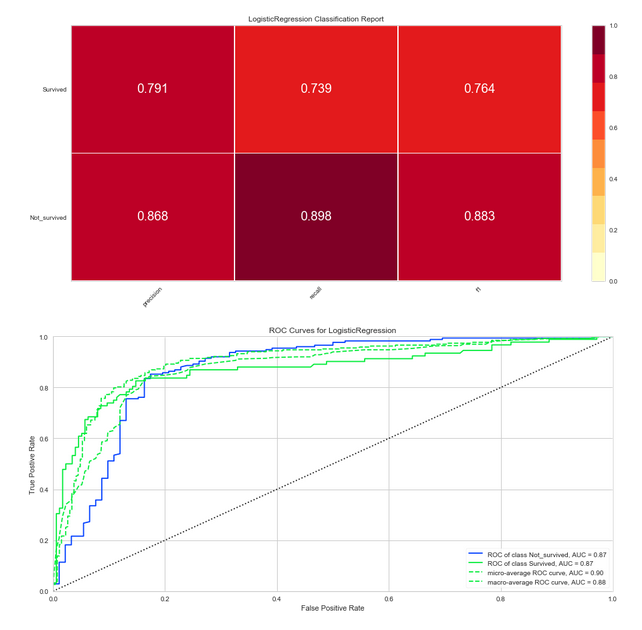 LogisticRegression Classification Report
Survived
0.791
0.739
0.764
Not_survived
0.868
0.898
0.883
precision
recall
f1
1.0
0.8
0.6
0.4
0.2
0.0
ROC Curves for LogisticRegression
True Postive Rate
1.0
0.8
0.6
0.4
0.2
0.0
0.0
0.2
0.4
0.6
0.8
1.0
False Positive Rate
ROC of class Not_survived, AUC = 0.87
ROC of class Survived, AUC = 0.87
micro-average ROC curve, AUC = 0.90
macro-average ROC curve, AUC = 0.88